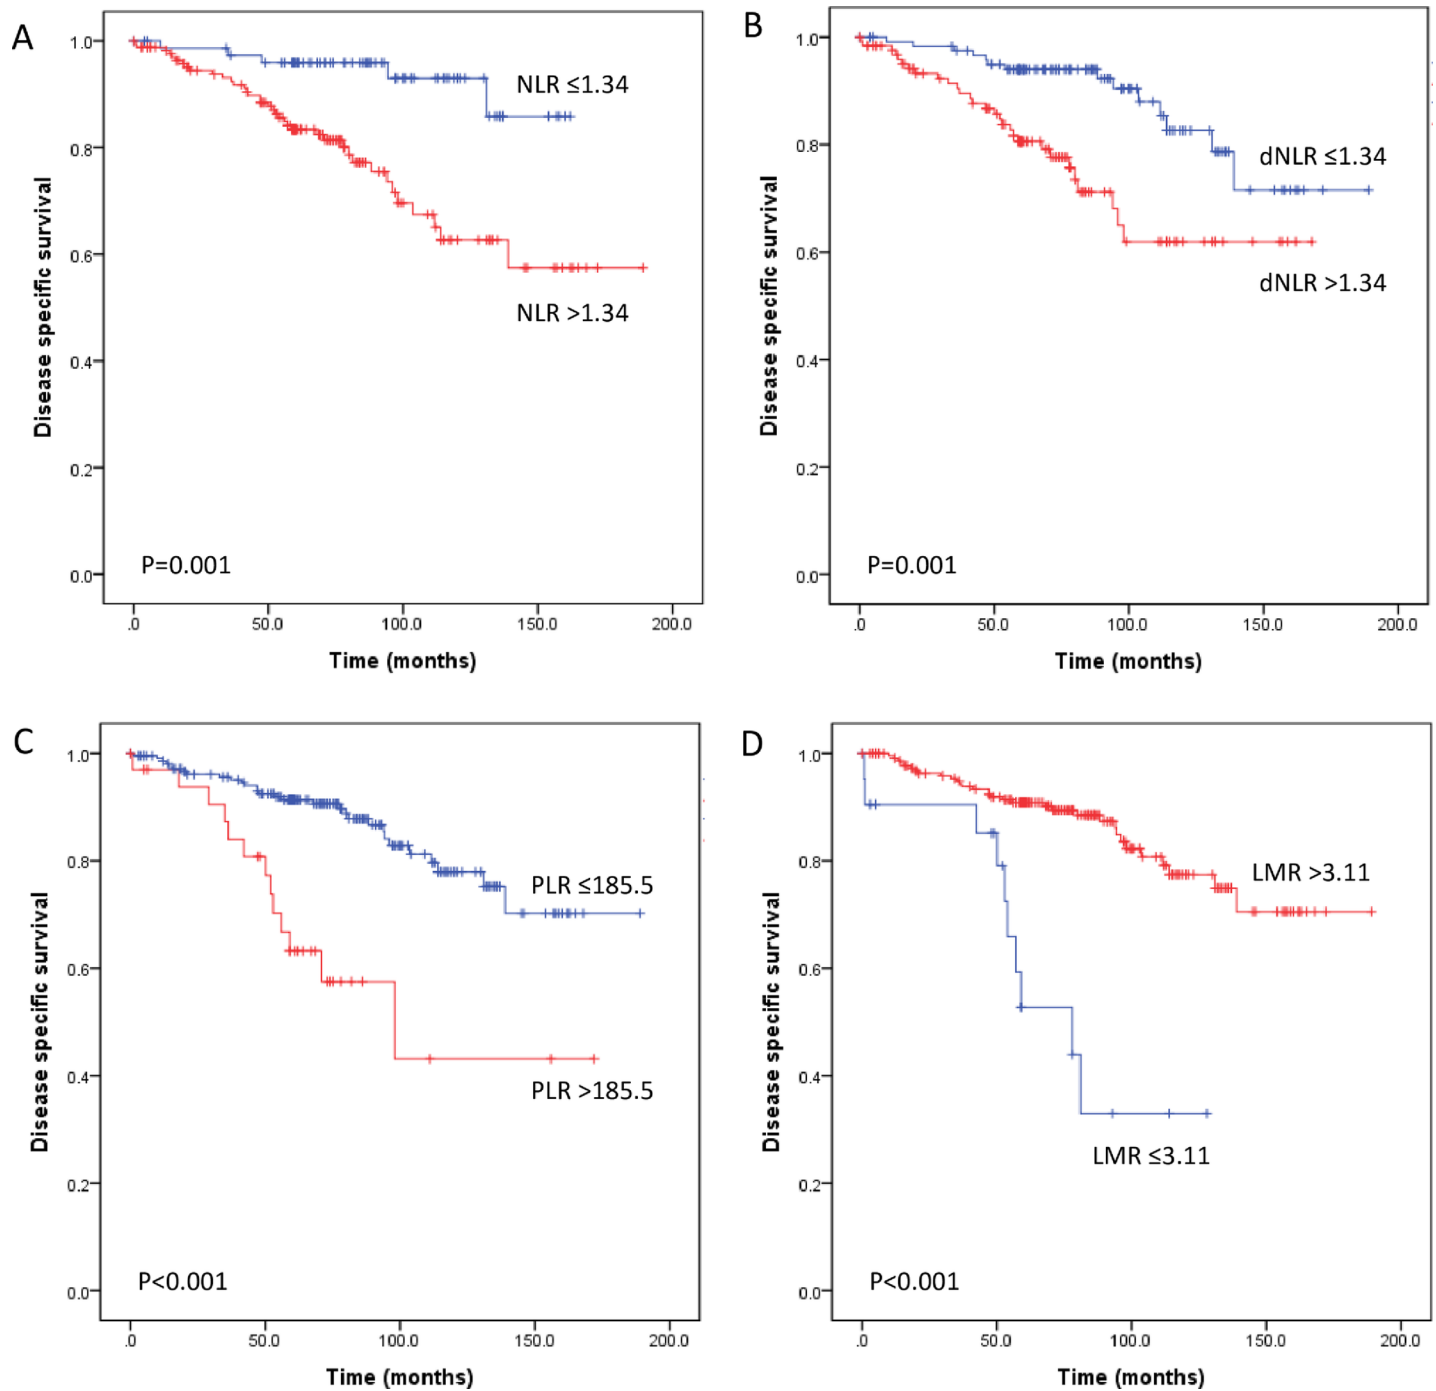 A
Disease specific survival
1.0
0.8
0.6
0.4
0.2
0.0
NLR ≤1.34
NLR >1.34
P=0.001
.0 50.0 100.0 150.0 200.0
Time (months)
B
Disease specific survival
1.0
0.8
0.6
0.4
0.2
0.0
dNLR ≤1.34
dNLR >1.34
P=0.001
.0 50.0 100.0 150.0 200.0
Time (months)
C
Disease specific survival
1.0
0.8
0.6
0.4
0.2
0.0
PLR ≤185.5
PLR >185.5
P<0.001
.0 50.0 100.0 150.0 200.0
Time (months)
D
Disease specific survival
1.0
0.8
0.6
0.4
0.2
0.0
LMR >3.11
LMR ≤3.11
P<0.001
.0 50.0 100.0 150.0 200.0
Time (months)